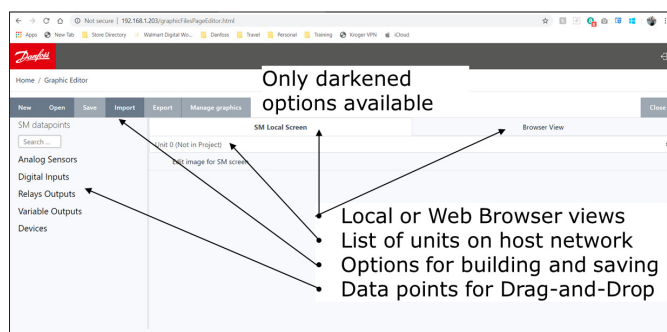 Not secure | 192.168.1.203/graphicFilesPageEditor.html
Apps New Tab Store Directory Walmart Digital Wo... Danfoss Travel Personal Training Kroger VPN iCloud
Danfoss
Home / Graphic Editor
Only darkened
options available
New Open Save Import Export Manage graphics Close
SM datapoints
SM Local Screen
Browser View
Search ...
Unit 0 (Not in Project)
Edit image for SM screen
Analog Sensors
Digital Inputs
Relays Outputs
Variable Outputs
Devices
• Local or Web Browser views
• List of units on host network
• Options for building and saving
• Data points for Drag-and-Drop